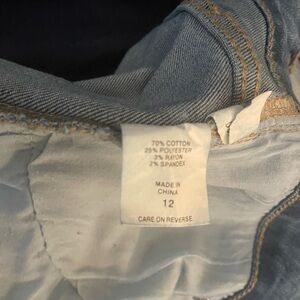 70% COTTON
25% POLYESTER
3% RAYON
2% SPANDEX
MADE IN
CHINA
12
CARE ON REVERSE